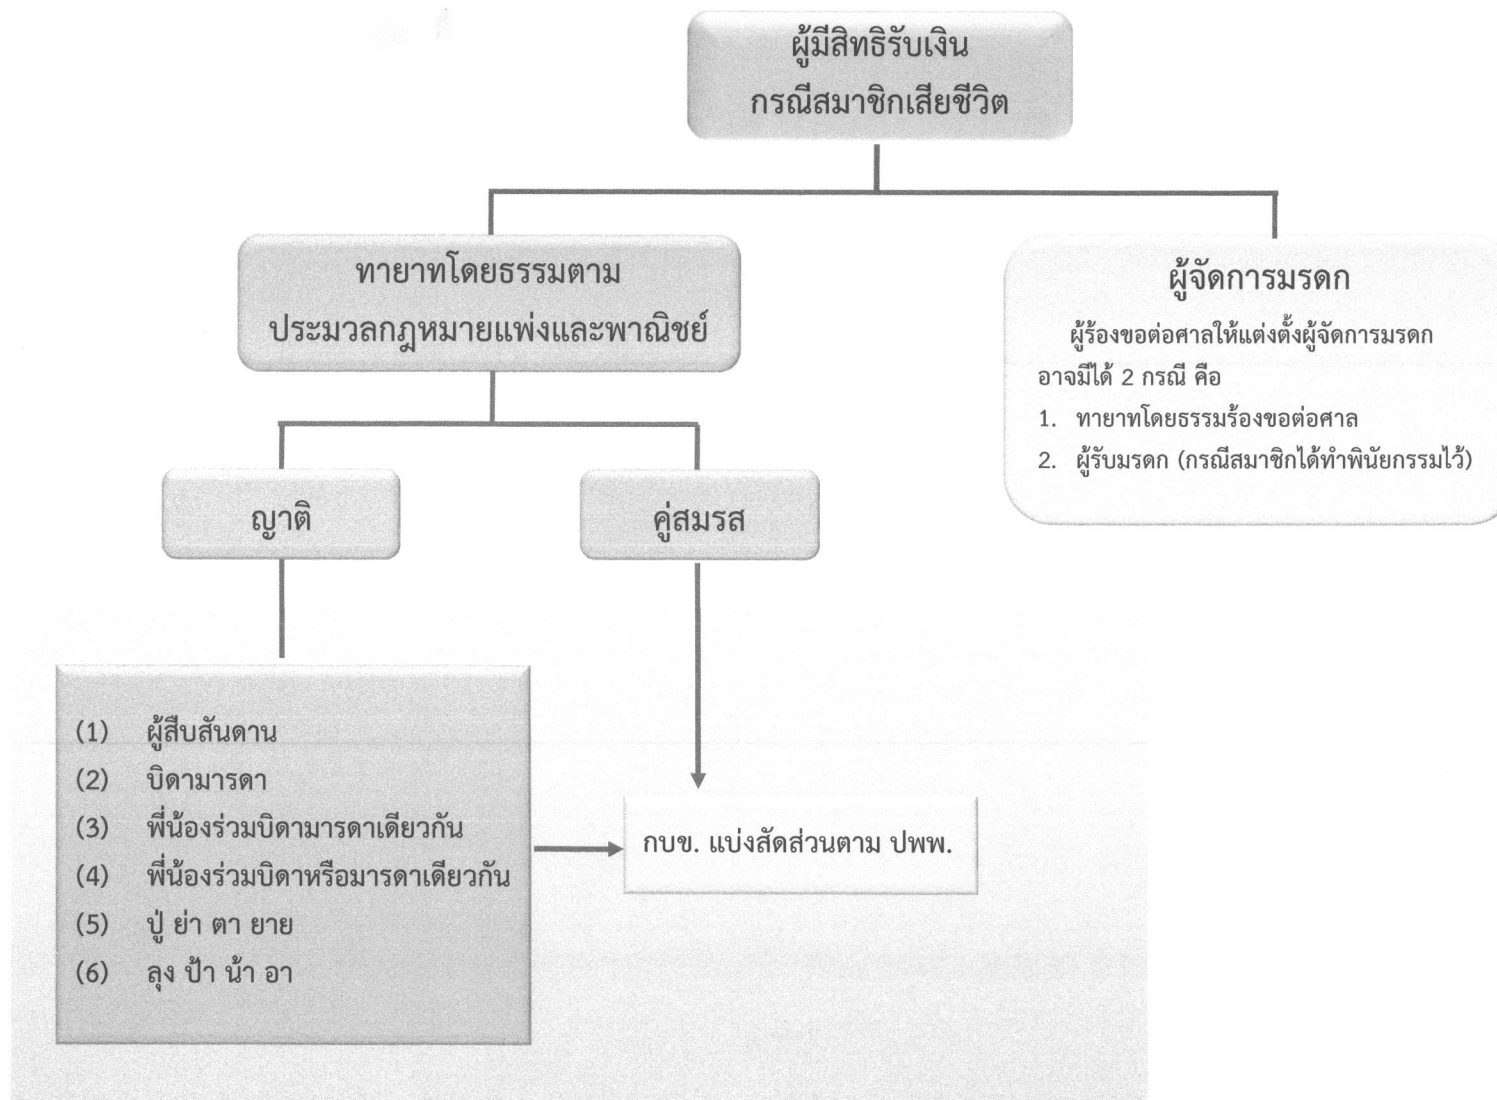 ผู้มีสิทธิรับเงิน
กรณีสมาชิกเสียชีวิต
ทายาทโดยธรรมตาม
ประมวลกฎหมายแพ่งและพาณิชย์
ผู้จัดการมรดก
ผู้ร้องขอต่อศาลให้แต่งตั้งผู้จัดการมรดก
อาจมีได้ 2 กรณี คือ
1. ทายาทโดยธรรมร้องขอต่อศาล
2. ผู้รับมรดก (กรณีสมาชิกได้ทำพินัยกรรมไว้)
ญาติ
คู่สมรส
(1) ผู้สืบสันดาน
(2) บิดามารดา
(3) พี่น้องร่วมบิดามารดาเดียวกัน
(4) พี่น้องร่วมบิดาหรือมารดาเดียวกัน
(5) ปู่ ย่า ตา ยาย
(6) ลุง ป้า น้า อา
กบข. แบ่งสัดส่วนตาม ปพพ.